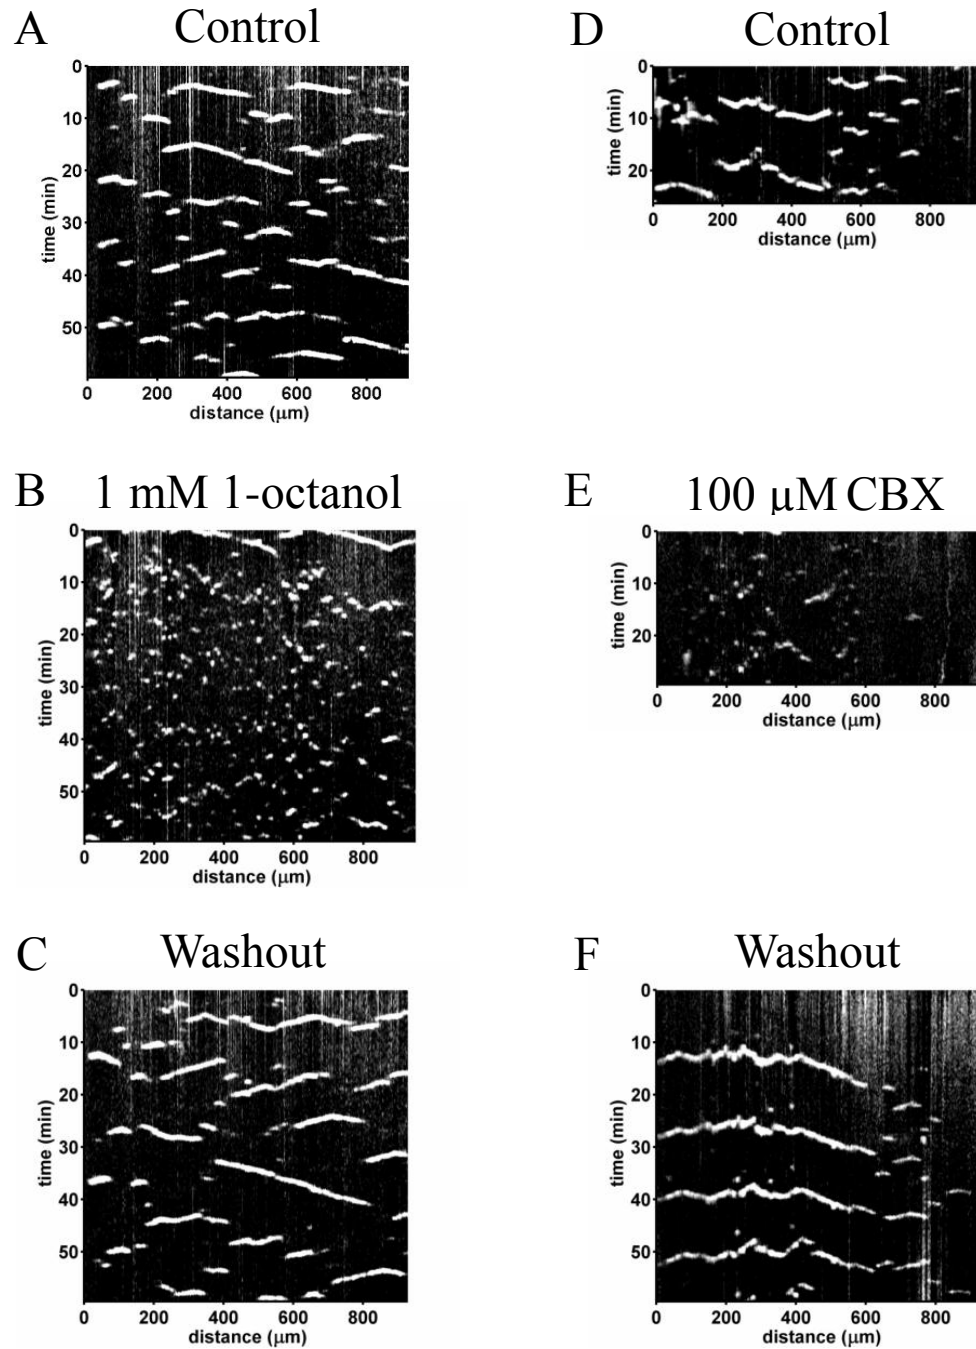 A Control
0
10
20
30
40
50
time (min)
0 200 400 600 800
distance (μm)
D Control
0
10
20
time (min)
0 200 400 600 800
distance (μm)
B 1 mM 1-octanol
0
10
20
30
40
50
time (min)
0 200 400 600 800
distance (μm)
E 100 μM CBX
0
10
20
time (min)
0 200 400 600 800
distance (μm)
C Washout
0
10
20
30
40
50
time (min)
0 200 400 600 800
distance (μm)
F Washout
0
10
20
30
40
50
time (min)
0 200 400 600 800
distance (μm)